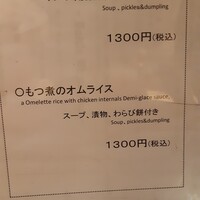 Soup、pickles&dumpling
1300円(税込)
〇もつ煮のオムライス
a Omelette rice with chicken internals Demi-glace sauce
スープ、漬物、わらび餅付き
Soup、pickles&dumpling
1300円(税込)